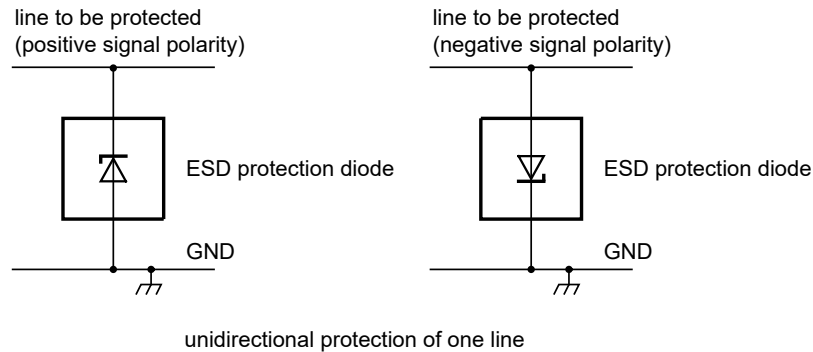 line to be protected
(positive signal polarity)
ESD protection diode
GND
line to be protected
(negative signal polarity)
ESD protection diode
GND
unidirectional protection of one line